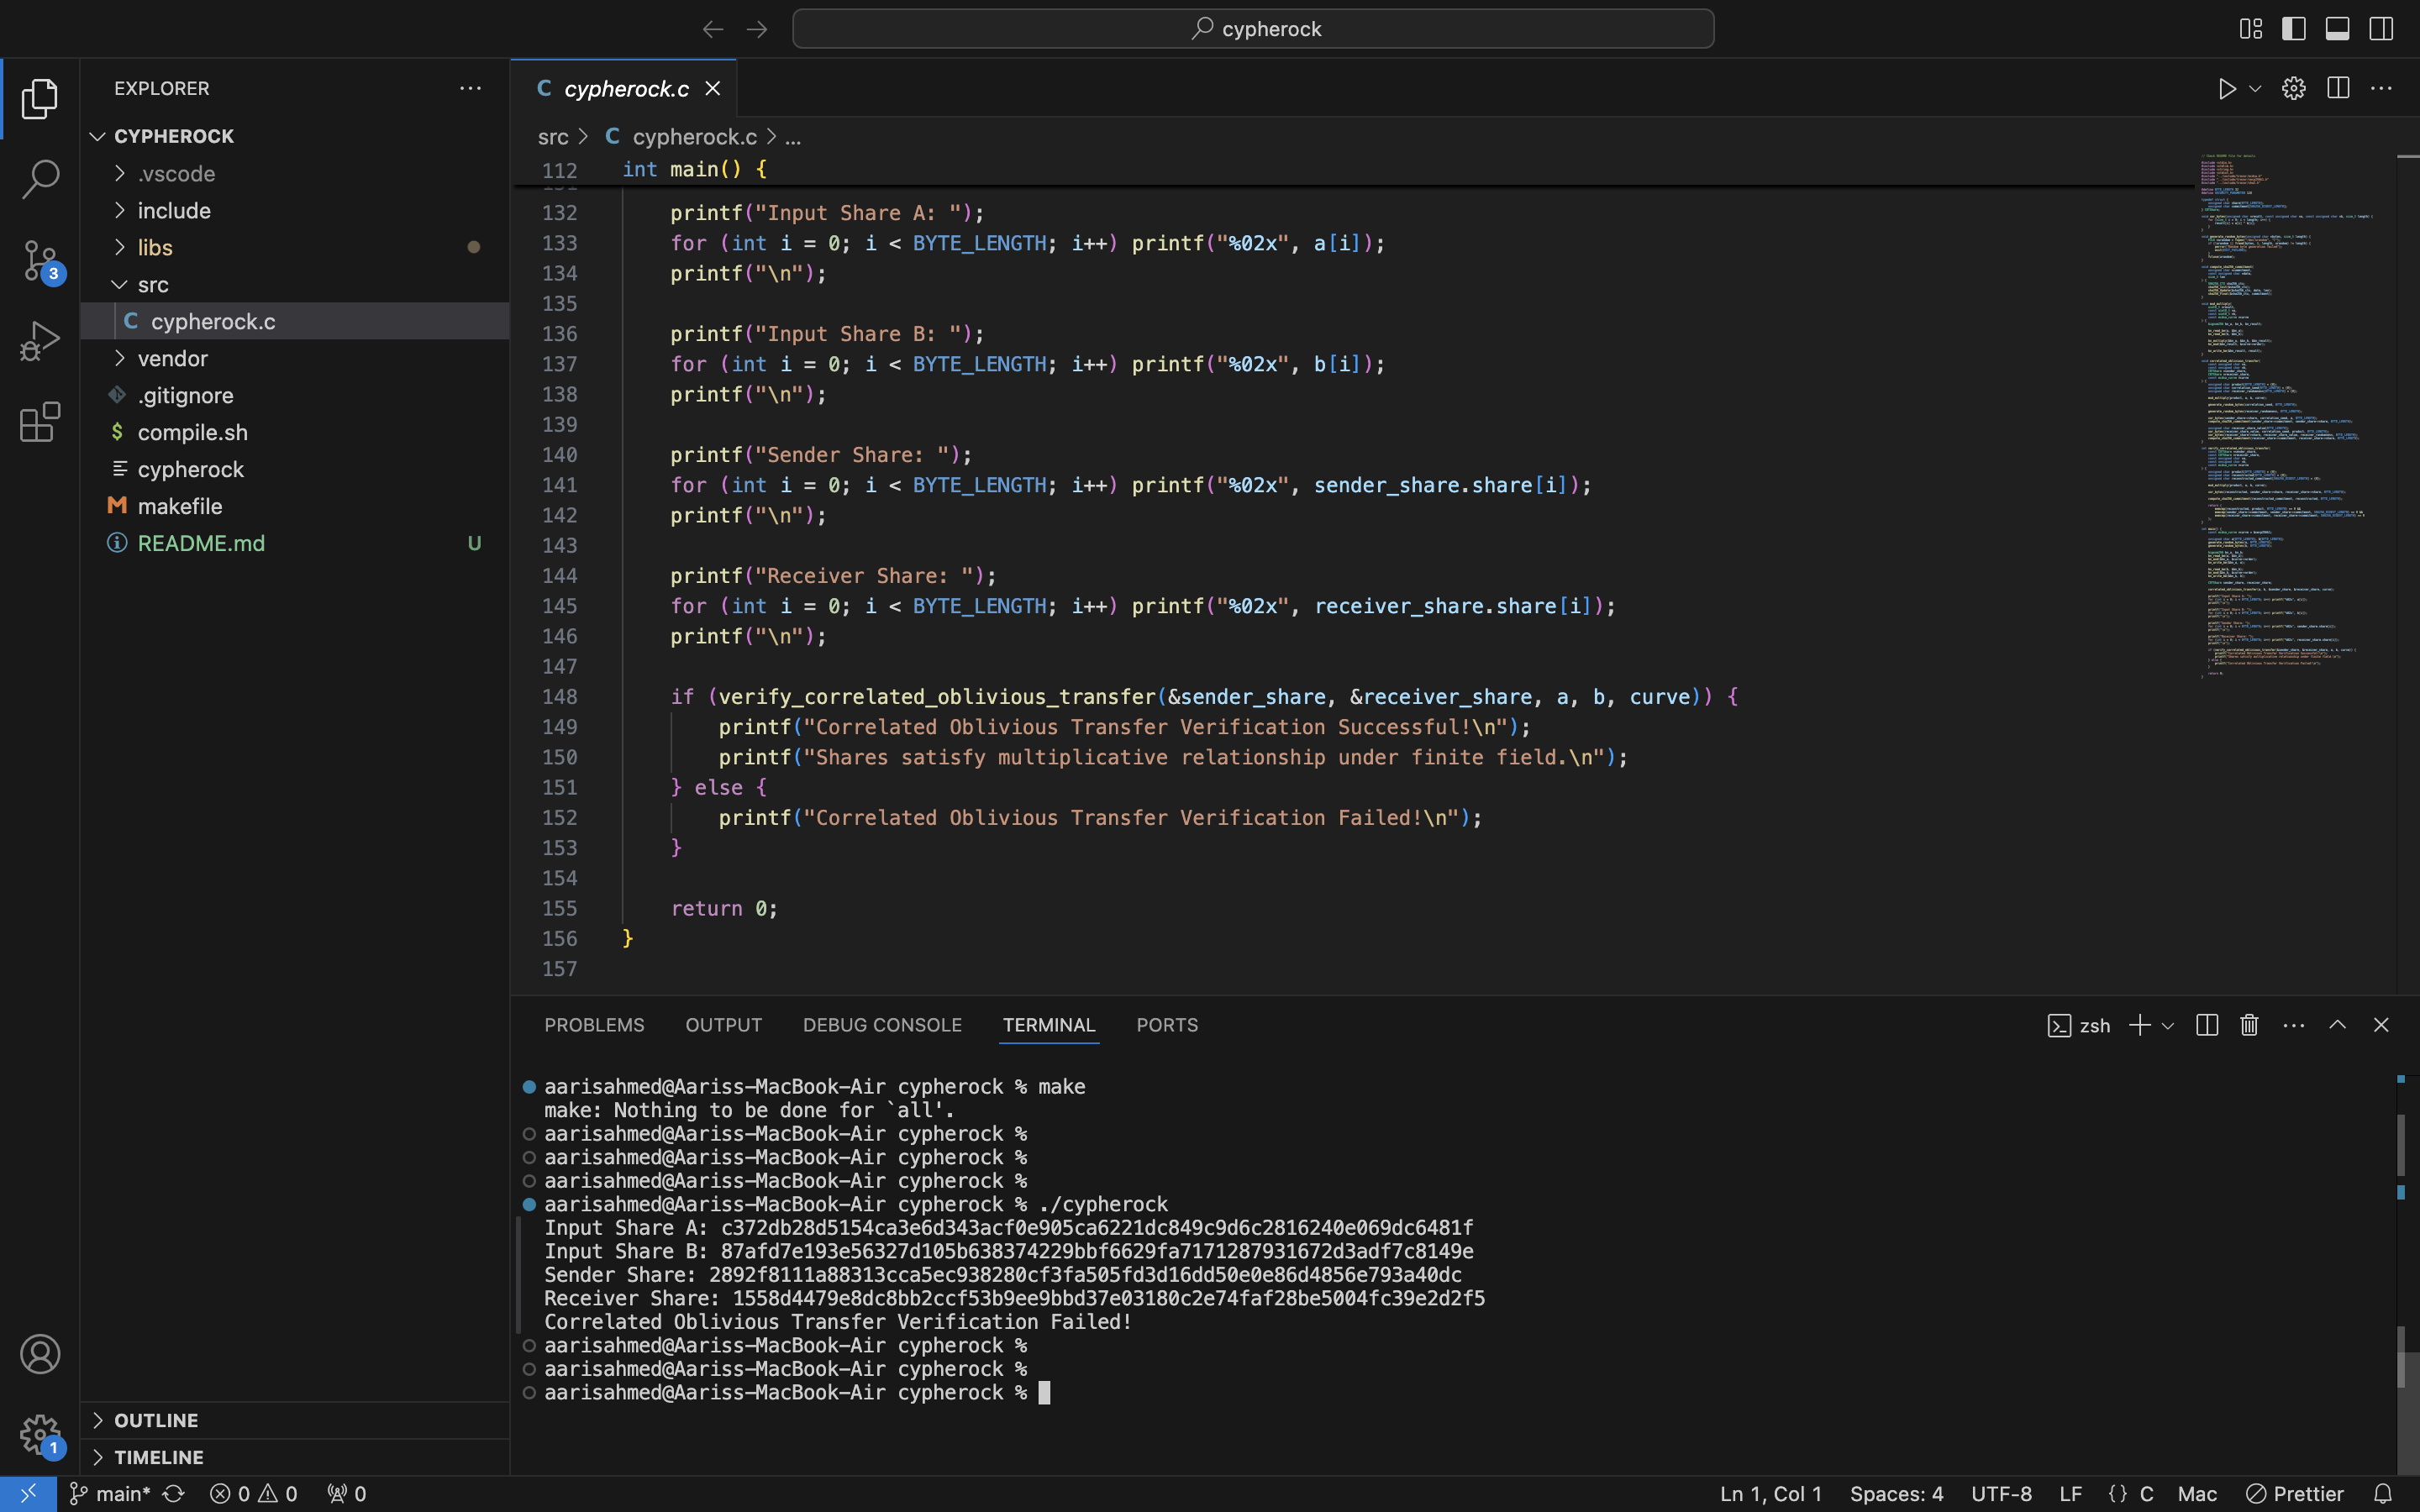 cypherock
EXPLORER
CYPHEROCK
.vscode
include
libs
src
C cypherock.c
vendor
.gitignore
$ compile.sh
cypherock
M makefile
README.md U
OUTLINE
TIMELINE
3
1
C cypherock.c
src > C cypherock.c > ...
112 int main() {
132 printf("Input Share A: ");
133 for (int i = 0; i < BYTE_LENGTH; i++) printf("%02x", a[i]);
134 printf("\n");
135
136 printf("Input Share B: ");
137 for (int i = 0; i < BYTE_LENGTH; i++) printf("%02x", b[i]);
138 printf("\n");
139
140 printf("Sender Share: ");
141 for (int i = 0; i < BYTE_LENGTH; i++) printf("%02x", sender_share.share[i]);
142 printf("\n");
143
144 printf("Receiver Share: ");
145 for (int i = 0; i < BYTE_LENGTH; i++) printf("%02x", receiver_share.share[i]);
146 printf("\n");
147
148 if (verify_correlated_oblivious_transfer(&sender_share, &receiver_share, a, b, curve)) {
149 printf("Correlated Oblivious Transfer Verification Successful!\n");
150 printf("Shares satisfy multiplicative relationship under finite field.\n");
151 } else {
152 printf("Correlated Oblivious Transfer Verification Failed!\n");
153 }
154
155 return 0;
156 }
157
PROBLEMS OUTPUT DEBUG CONSOLE TERMINAL PORTS zsh
aarisahmed@Aariss-MacBook-Air cypherock % make
make: Nothing to be done for `all'.
aarisahmed@Aariss-MacBook-Air cypherock %
aarisahmed@Aariss-MacBook-Air cypherock %
aarisahmed@Aariss-MacBook-Air cypherock %
aarisahmed@Aariss-MacBook-Air cypherock % ./cypherock
Input Share A: c372db28d5154ca3e6d343acf0e905ca6221dc849c9d6c2816240e069dc6481f
Input Share B: 87afd7e193e56327d105b638374229bbf6629fa7171287931672d3adf7c8149e
Sender Share: 2892f8111a88313cca5ec938280cf3fa505fd3d16dd50e0e86d4856e793a40dc
Receiver Share: 1558d4479e8dc8bb2ccf53b9ee9bbd37e03180c2e74faf28be5004fc39e2d2f5
Correlated Oblivious Transfer Verification Failed!
aarisahmed@Aariss-MacBook-Air cypherock %
aarisahmed@Aariss-MacBook-Air cypherock %
aarisahmed@Aariss-MacBook-Air cypherock %
main* 0 0 0 Ln 1, Col 1 Spaces: 4 UTF-8 LF {} C Mac Prettier